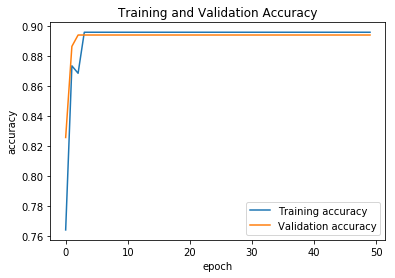 Training and Validation Accuracy
accuracy
0.90
0.88
0.86
0.84
0.82
0.80
0.78
0.76
Training accuracy
Validation accuracy
0
10
20
30
40
50
epoch